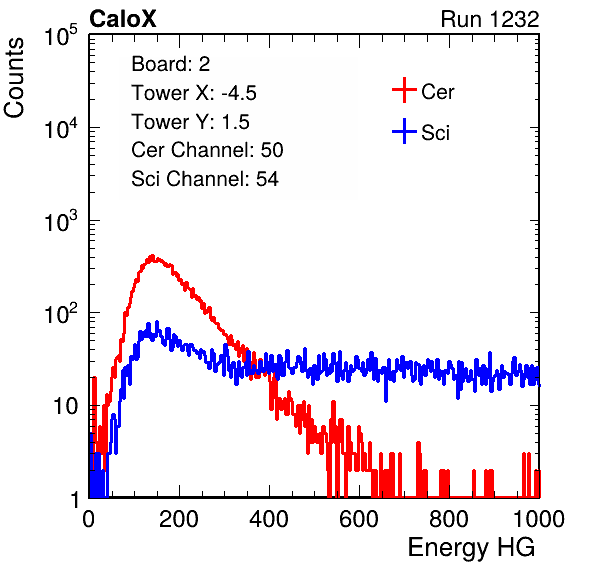 CaloX Run 1232
Counts
10^5
10^4
10^3
10^2
10
1
Board: 2
Tower X: -4.5
Tower Y: 1.5
Cer Channel: 50
Sci Channel: 54
Cer
Sci
0 200 400 600 800 1000
Energy HG